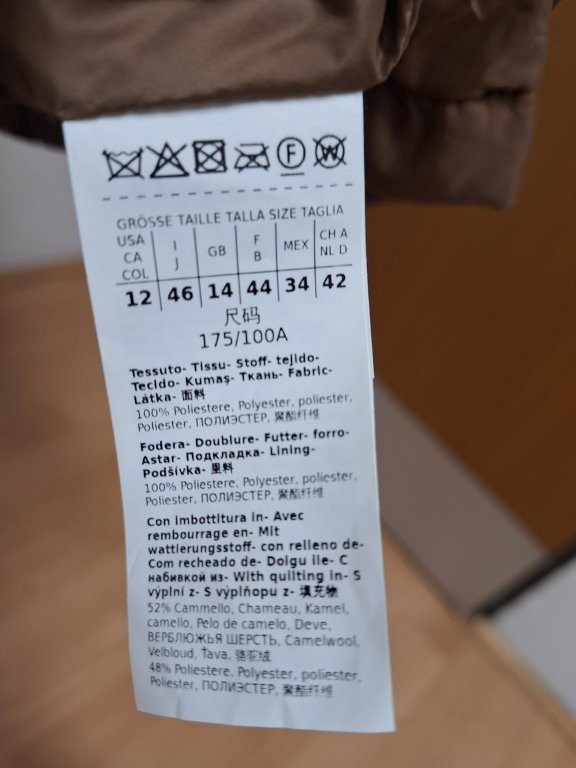 F W
GRÖSSE TAILLE TALLA SIZE TAGLIA
USA CA COL I J GB F B MEX CH A NL D
12 46 14 44 34 42
尺码
175/100A
Tessuto- Tissu- Stoff- tejido-
Tecido- Kumaş- Ткань- Fabric-
Látka- 面料
100% Poliestere, Polyester, poliester,
Poliester, ПОЛИЭСТЕР, 聚酯纤维
Fodera- Doublure- Futter- forro-
Astar- Подкладка- Lining-
Podšívka- 里料
100% Poliestere, Polyester, poliester,
Poliester, ПОЛИЭСТЕР, 聚酯纤维
Con imbottitura in- Avec
rembourrage en- Mit
wattierungsstoff- con relleno de-
Com recheado de- Dolgu ile- С
набивкой из- With quilting in- S
výplní z- S výplňopu z- 填充物
52% Cammello, Chameau, Kamel,
camello, Pelo de camelo, Deve,
ВЕРБЛЮЖЬЯ ШЕРСТЬ, Camelwool,
Velbloud, Ťava, 骆驼绒
48% Poliestere, Polyester, poliester,
Poliester, ПОЛИЭСТЕР, 聚酯纤维